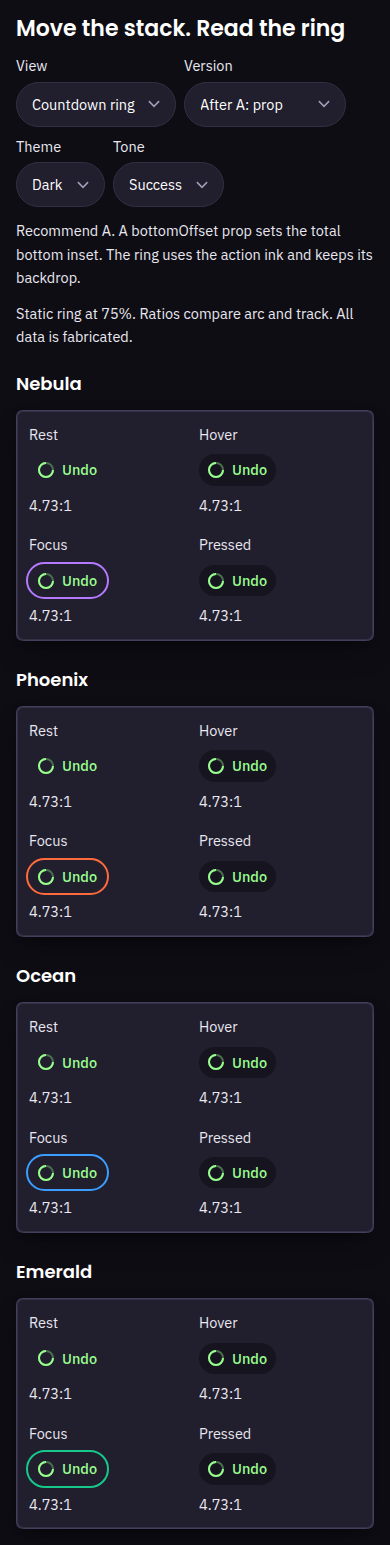 Move the stack. Read the ring
View
Version
Countdown ring
After A: prop
Theme
Tone
Dark
Success
Recommend A. A bottomOffset prop sets the total
bottom inset. The ring uses the action ink and keeps its
backdrop.
Static ring at 75%. Ratios compare arc and track. All
data is fabricated.
Nebula
Rest
Hover
Undo
Undo
4.73:1
4.73:1
Focus
Pressed
Undo
Undo
4.73:1
4.73:1
Phoenix
Rest
Hover
Undo
Undo
4.73:1
4.73:1
Focus
Pressed
Undo
Undo
4.73:1
4.73:1
Ocean
Rest
Hover
Undo
Undo
4.73:1
4.73:1
Focus
Pressed
Undo
Undo
4.73:1
4.73:1
Emerald
Rest
Hover
Undo
Undo
4.73:1
4.73:1
Focus
Pressed
Undo
Undo
4.73:1
4.73:1